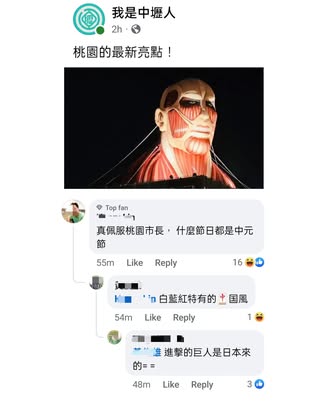 我是中壢人
2h
桃園的最新亮點！
Top fan
真佩服桃園市長， 什麼節日都是中元
節
55m Like Reply 16
白藍紅特有的 国風
54m Like Reply 1
進擊的巨人是日本來
的= =
48m Like Reply 3